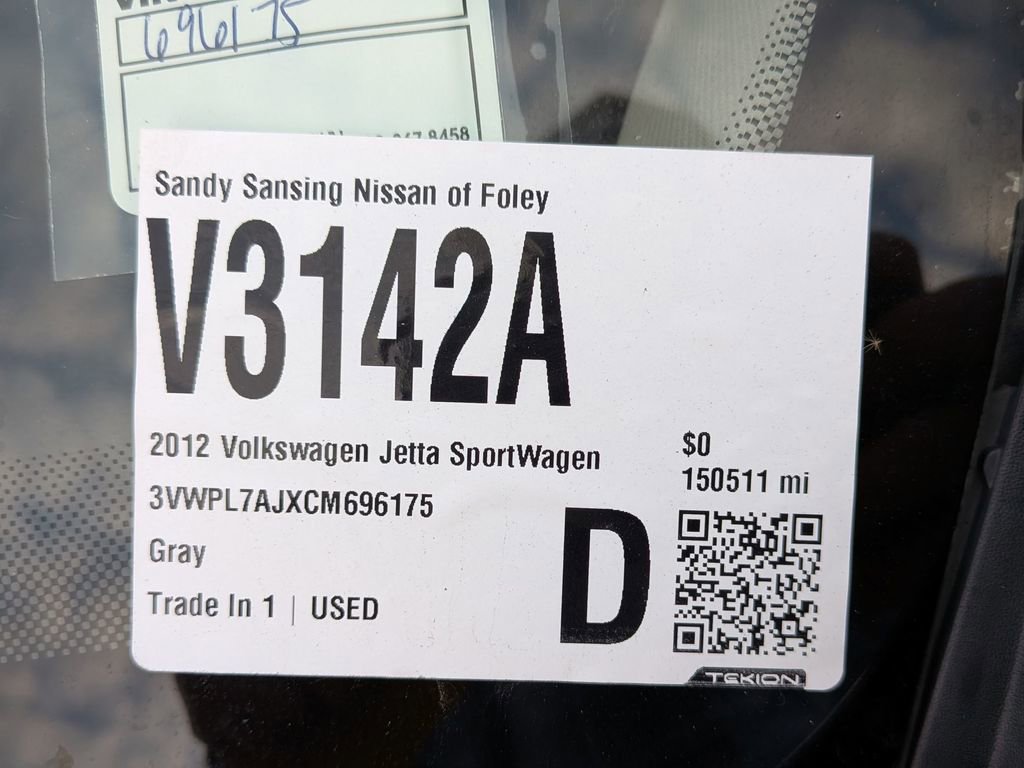 696175
8458
Sandy Sansing Nissan of Foley
V3142A
2012 Volkswagen Jetta SportWagen
$0
150511 mi
3VWPL7AJXCM696175
Gray
D
Trade In 1 | USED
TEKION